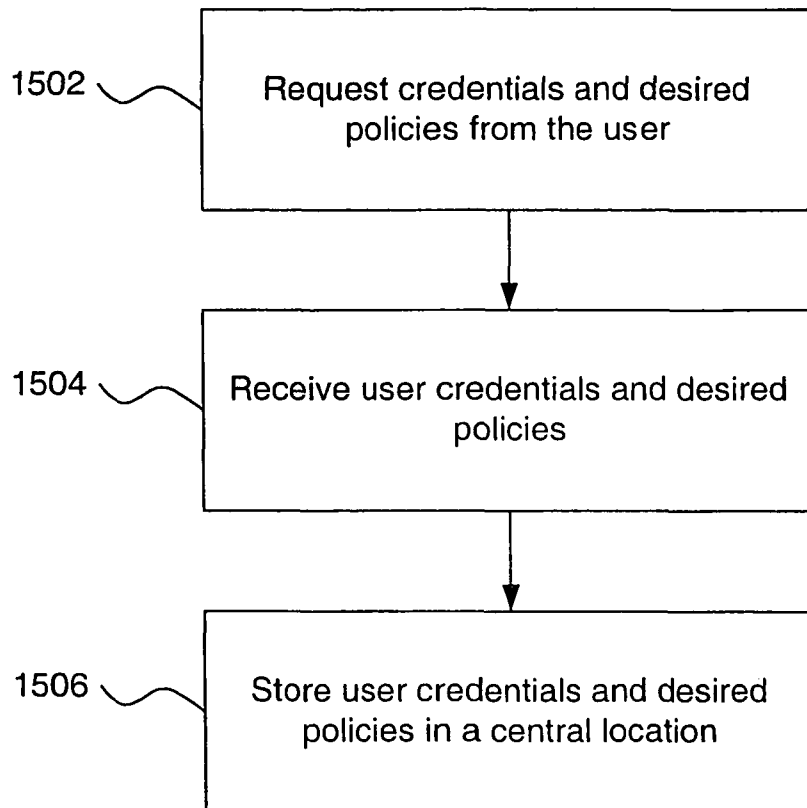 1502
Request credentials and desired
policies from the user
1504
Receive user credentials and desired
policies
1506
Store user credentials and desired
policies in a central location